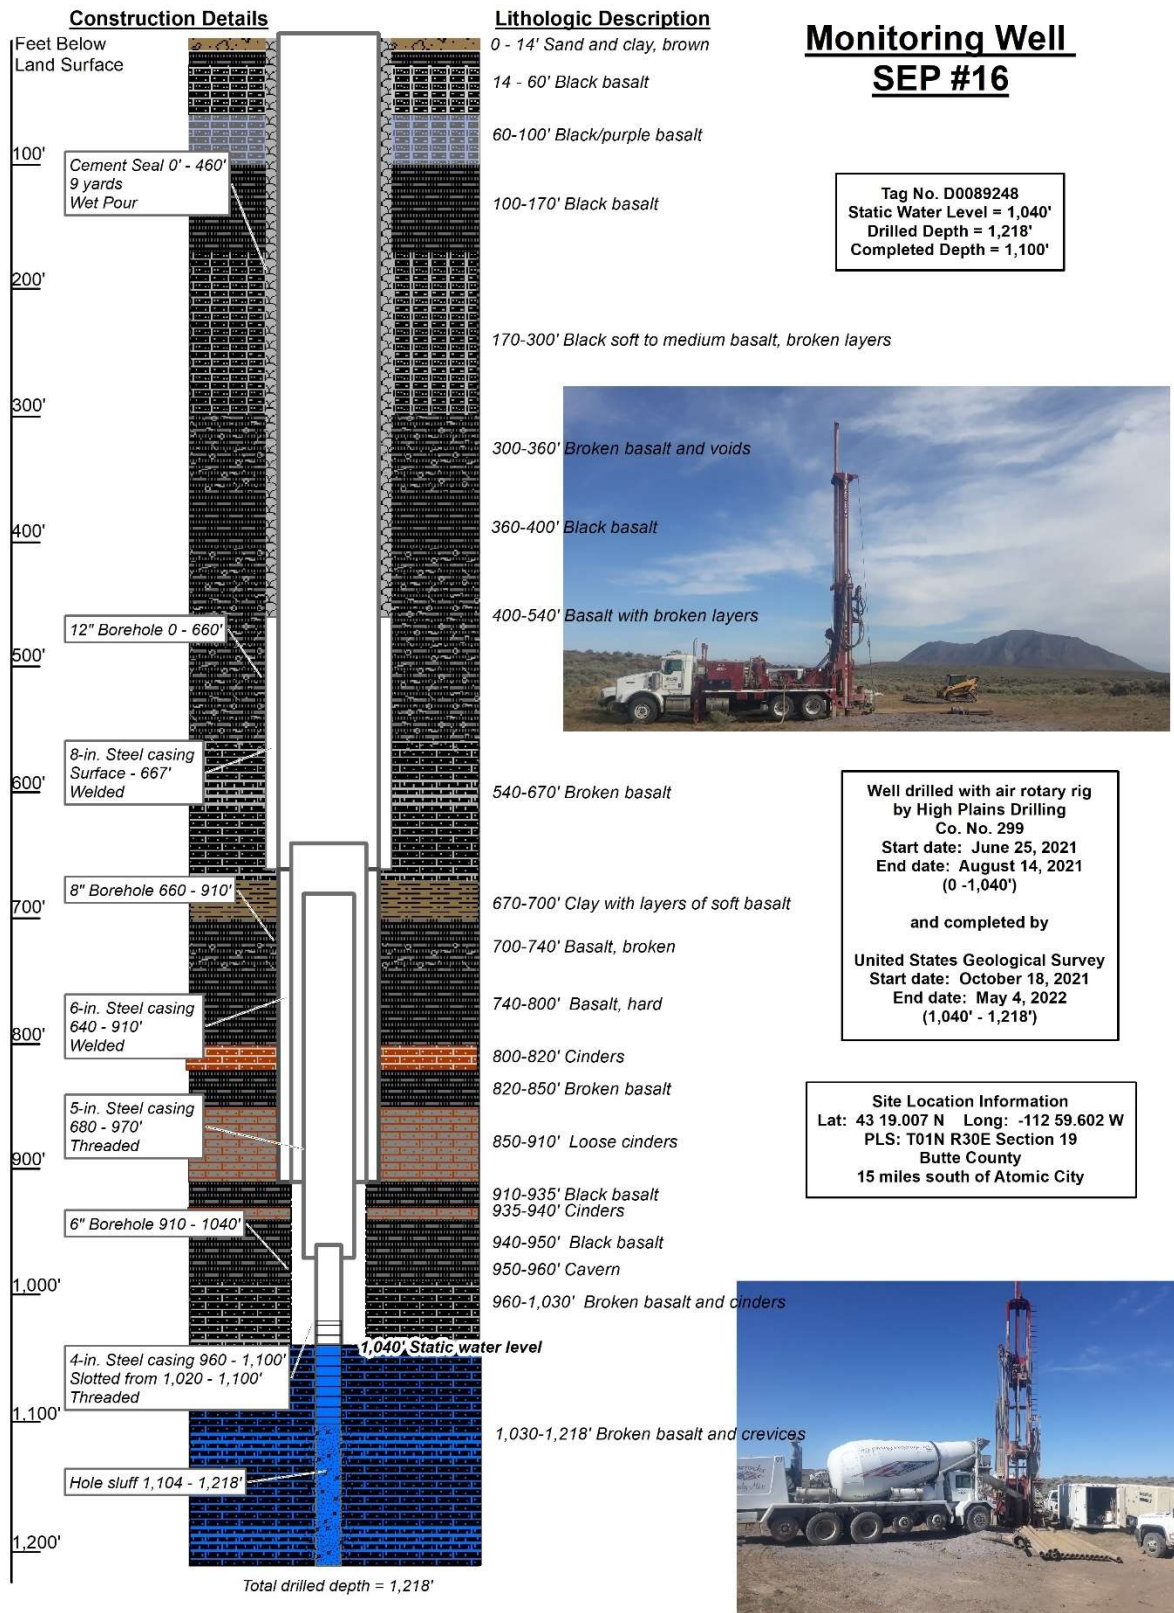 Construction Details
Lithologic Description
Monitoring Well
SEP #16
Feet Below
Land Surface
0 - 14' Sand and clay, brown
14 - 60' Black basalt
60-100' Black/purple basalt
100'
Cement Seal 0' - 460'
9 yards
Wet Pour
100-170' Black basalt
Tag No. D0089248
Static Water Level = 1,040'
Drilled Depth = 1,218'
Completed Depth = 1,100'
200'
170-300' Black soft to medium basalt, broken layers
300'
300-360' Broken basalt and voids
400'
360-400' Black basalt
400-540' Basalt with broken layers
12" Borehole 0 - 660'
500'
8-in. Steel casing
Surface - 667'
Welded
600'
540-670' Broken basalt
Well drilled with air rotary rig
by High Plains Drilling
Co. No. 299
Start date: June 25, 2021
End date: August 14, 2021
(0 -1,040')
and completed by
United States Geological Survey
Start date: October 18, 2021
End date: May 4, 2022
(1,040' - 1,218')
8" Borehole 660 - 910'
700'
670-700' Clay with layers of soft basalt
700-740' Basalt, broken
6-in. Steel casing
640 - 910'
Welded
740-800' Basalt, hard
800'
800-820' Cinders
820-850' Broken basalt
5-in. Steel casing
680 - 970'
Threaded
850-910' Loose cinders
Site Location Information
Lat: 43 19.007 N Long: -112 59.602 W
PLS: T01N R30E Section 19
Butte County
15 miles south of Atomic City
900'
910-935' Black basalt
935-940' Cinders
6" Borehole 910 - 1040'
940-950' Black basalt
950-960' Cavern
1,000'
960-1,030' Broken basalt and cinders
1,040' Static water level
4-in. Steel casing 960 - 1,100'
Slotted from 1,020 - 1,100'
Threaded
1,100'
1,030-1,218' Broken basalt and crevices
Hole sluff 1,104 - 1,218'
1,200'
Total drilled depth = 1,218'